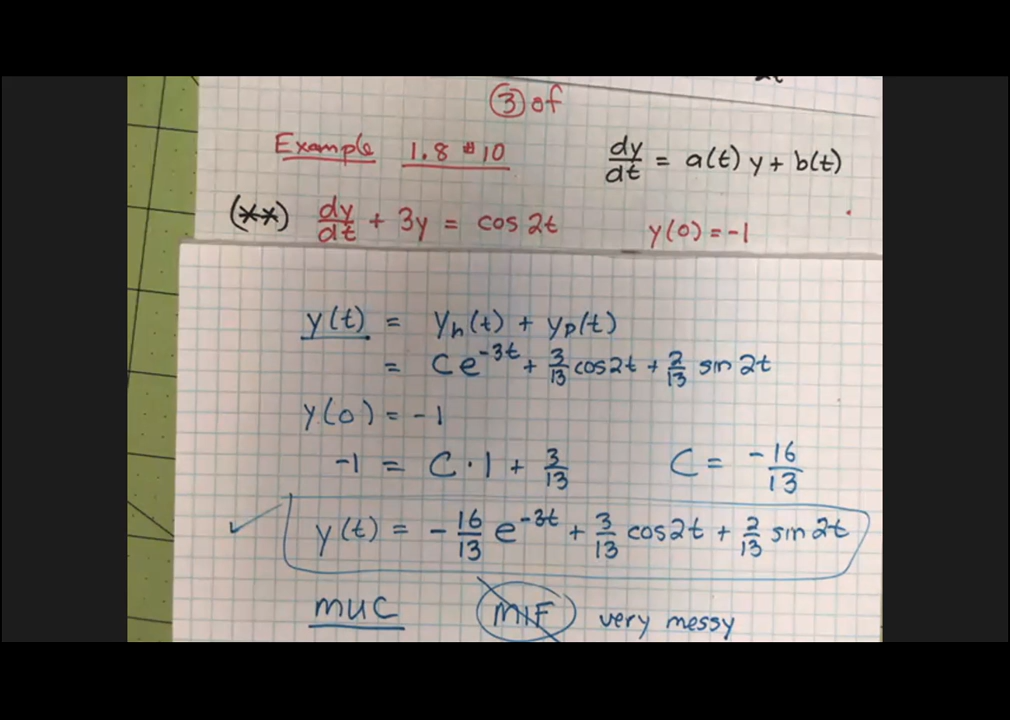 ③ of
Example 1.8 #10
dy/dt = a(t) y + b(t)
(**) dy/dt + 3y = cos 2t y(0) = -1
y(t) = yh(t) + yp(t)
= C e^-3t + 3/13 cos 2t + 2/13 sin 2t
y(0) = -1
-1 = C · 1 + 3/13 C = -16/13
✓ y(t) = - 16/13 e^-3t + 3/13 cos 2t + 2/13 sin 2t
MUC MIF very messy